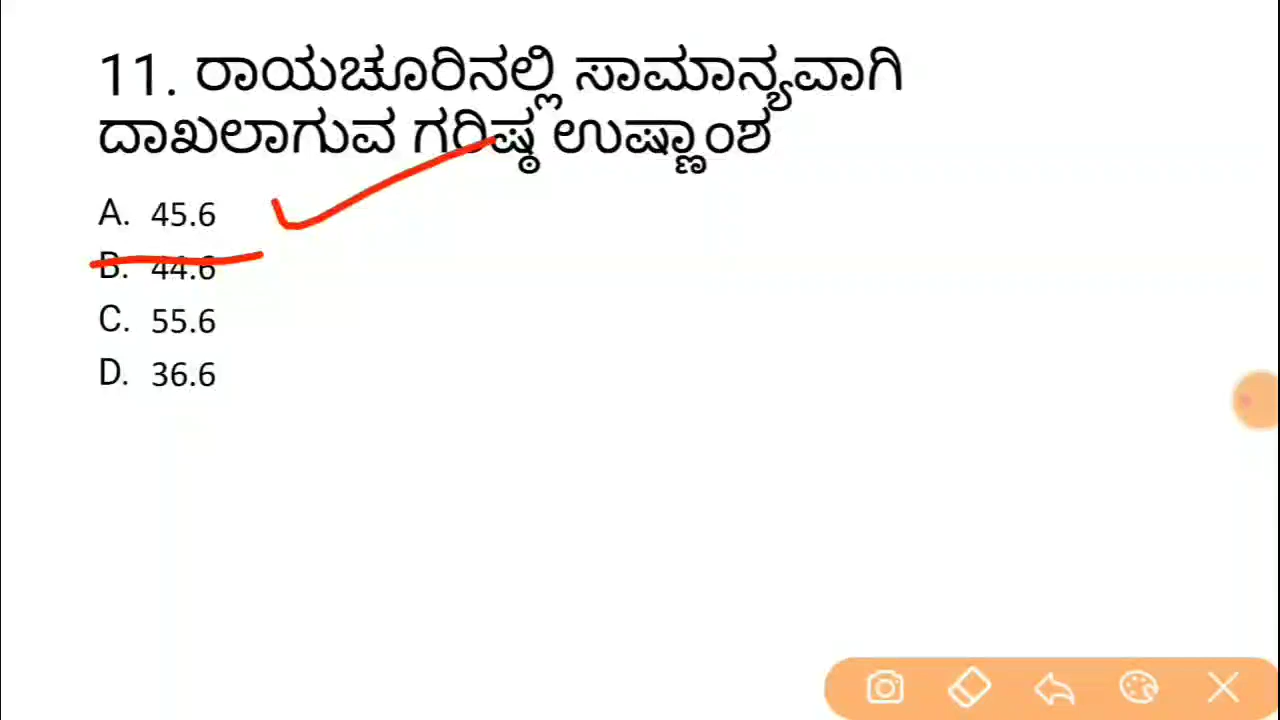 11. ರಾಯಚೂರಿನಲ್ಲಿ ಸಾಮಾನ್ಯವಾಗಿ
ದಾಖಲಾಗುವ ಗರಿಷ್ಠ ಉಷ್ಣಾಂಶ
A. 45.6
B. 44.6
C. 55.6
D. 36.6